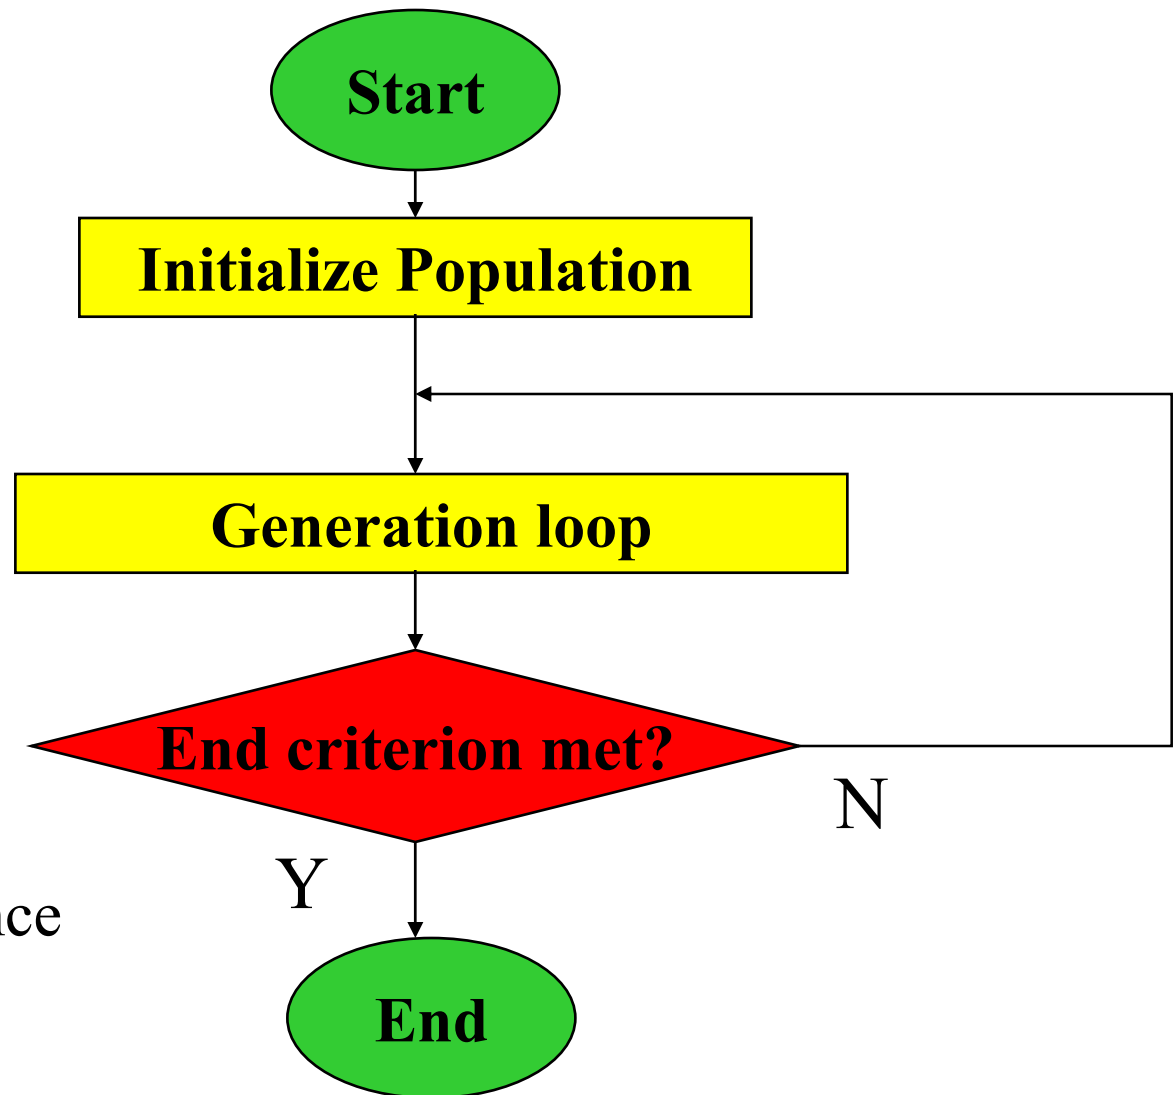 Start
Initialize Population
Generation loop
End criterion met?
N
Y
End